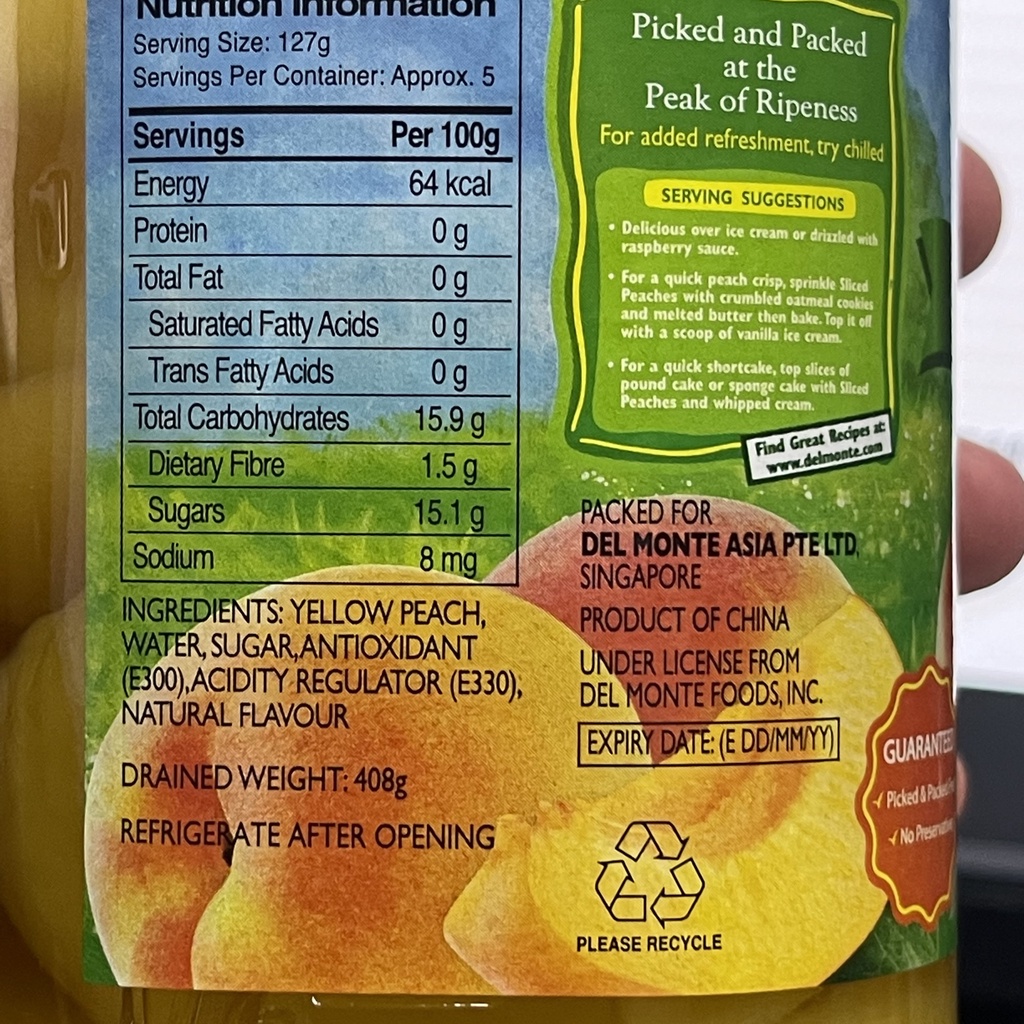 Nutrition Information
Serving Size: 127g
Servings Per Container: Approx. 5
Servings Per 100g
Energy 64 kcal
Protein 0 g
Total Fat 0 g
Saturated Fatty Acids 0 g
Trans Fatty Acids 0 g
Total Carbohydrates 15.9 g
Dietary Fibre 1.5 g
Sugars 15.1 g
Sodium 8 mg
INGREDIENTS: YELLOW PEACH,
WATER, SUGAR, ANTIOXIDANT
(E300), ACIDITY REGULATOR (E330),
NATURAL FLAVOUR
DRAINED WEIGHT: 408g
REFRIGERATE AFTER OPENING
Picked and Packed
at the
Peak of Ripeness
For added refreshment, try chilled
SERVING SUGGESTIONS
• Delicious over ice cream or drizzled with
raspberry sauce.
• For a quick peach crisp, sprinkle Sliced
Peaches with crumbled oatmeal cookies
and melted butter then bake. Top it off
with a scoop of vanilla ice cream.
• For a quick shortcake, top slices of
pound cake or sponge cake with Sliced
Peaches and whipped cream.
Find Great Recipes at:
www.delmonte.com
PACKED FOR
DEL MONTE ASIA PTE LTD,
SINGAPORE
PRODUCT OF CHINA
UNDER LICENSE FROM
DEL MONTE FOODS, INC.
EXPIRY DATE: (E DD/MM/YY)
PLEASE RECYCLE
GUARANTEED
✓ Picked &
✓ No